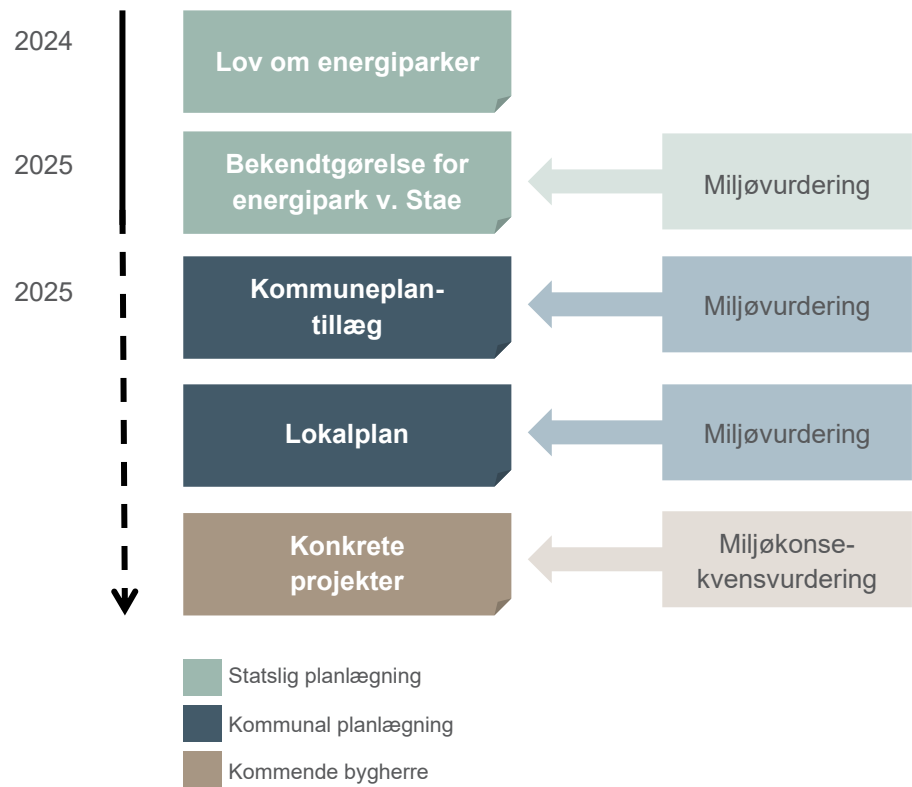 2024
Lov om energiparker
2025
Bekendtgørelse for
energipark v. Stae
Miljøvurdering
2025
Kommuneplan-
tillæg
Miljøvurdering
Lokalplan
Miljøvurdering
Konkrete
projekter
Miljøkonse-
kvensvurdering
Statslig planlægning
Kommunal planlægning
Kommende bygherre